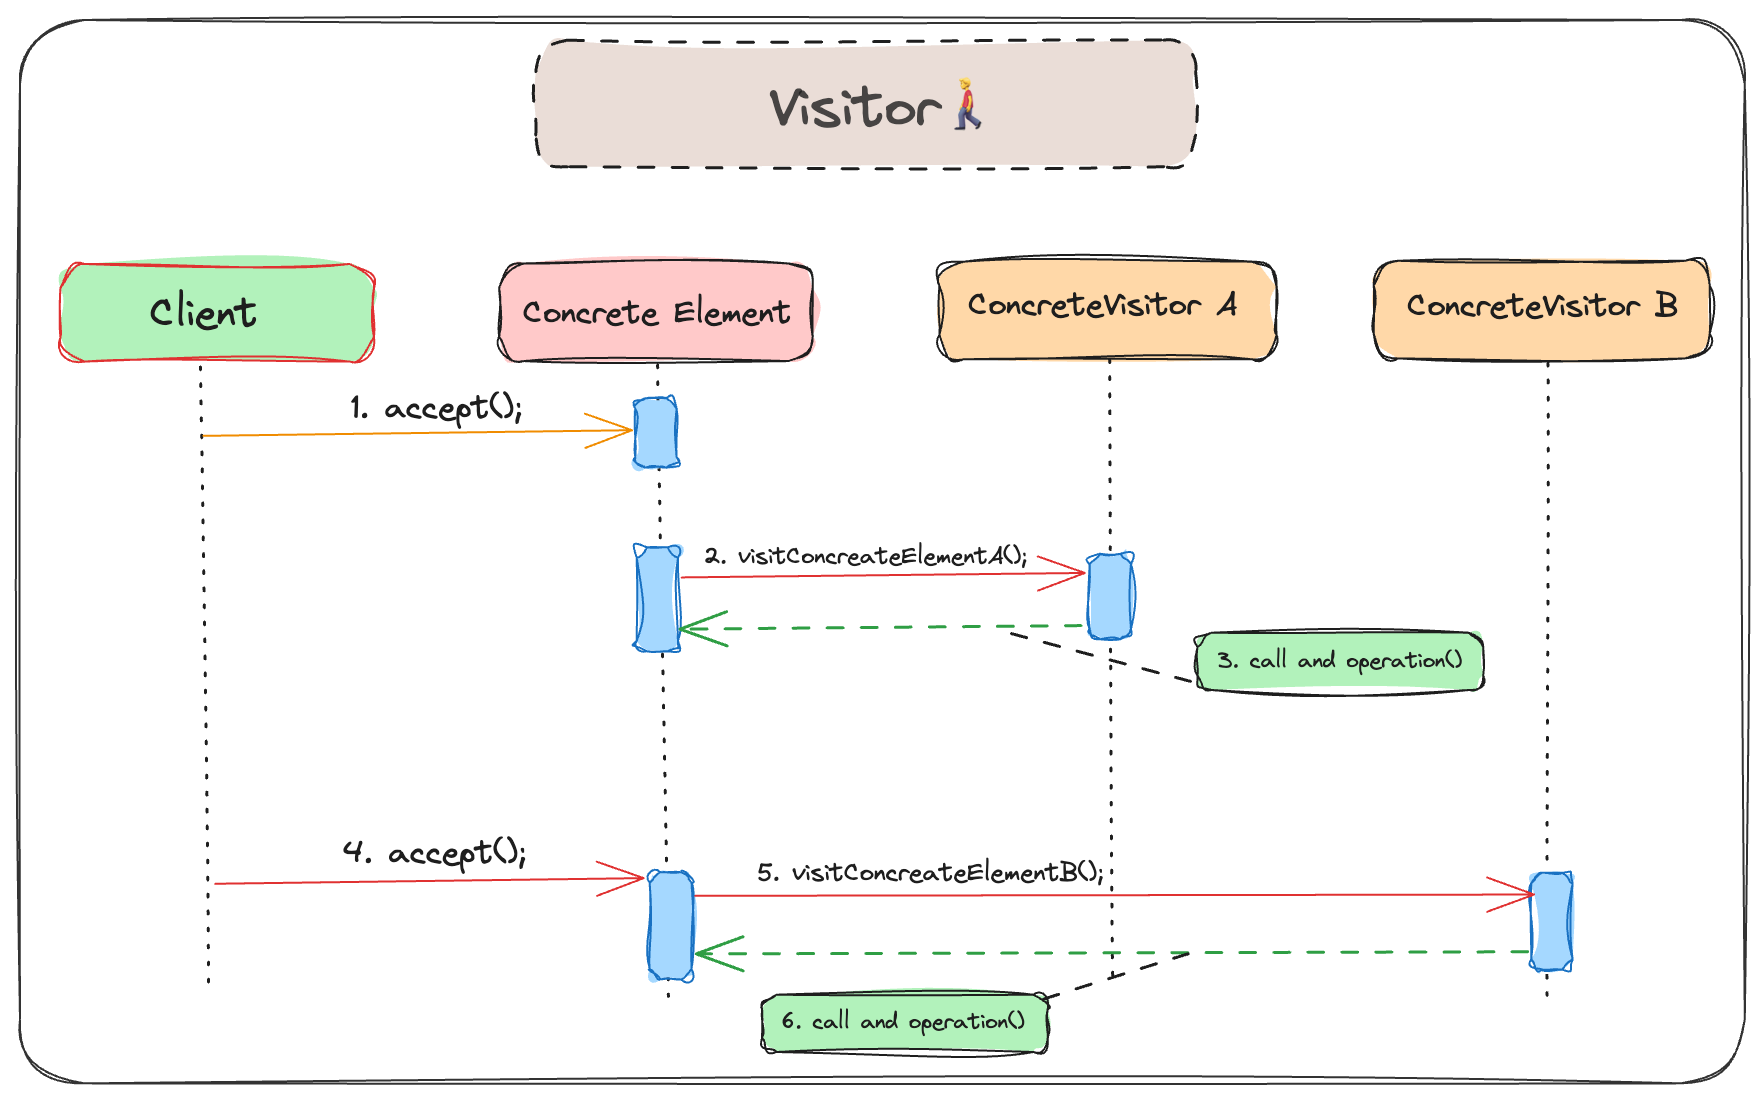 Visitor🚶
Client
Concrete Element
ConcreteVisitor A
ConcreteVisitor B
1. accept();
2. visitConcreateElementA();
3. call and operation()
4. accept();
5. visitConcreateElementB();
6. call and operation()